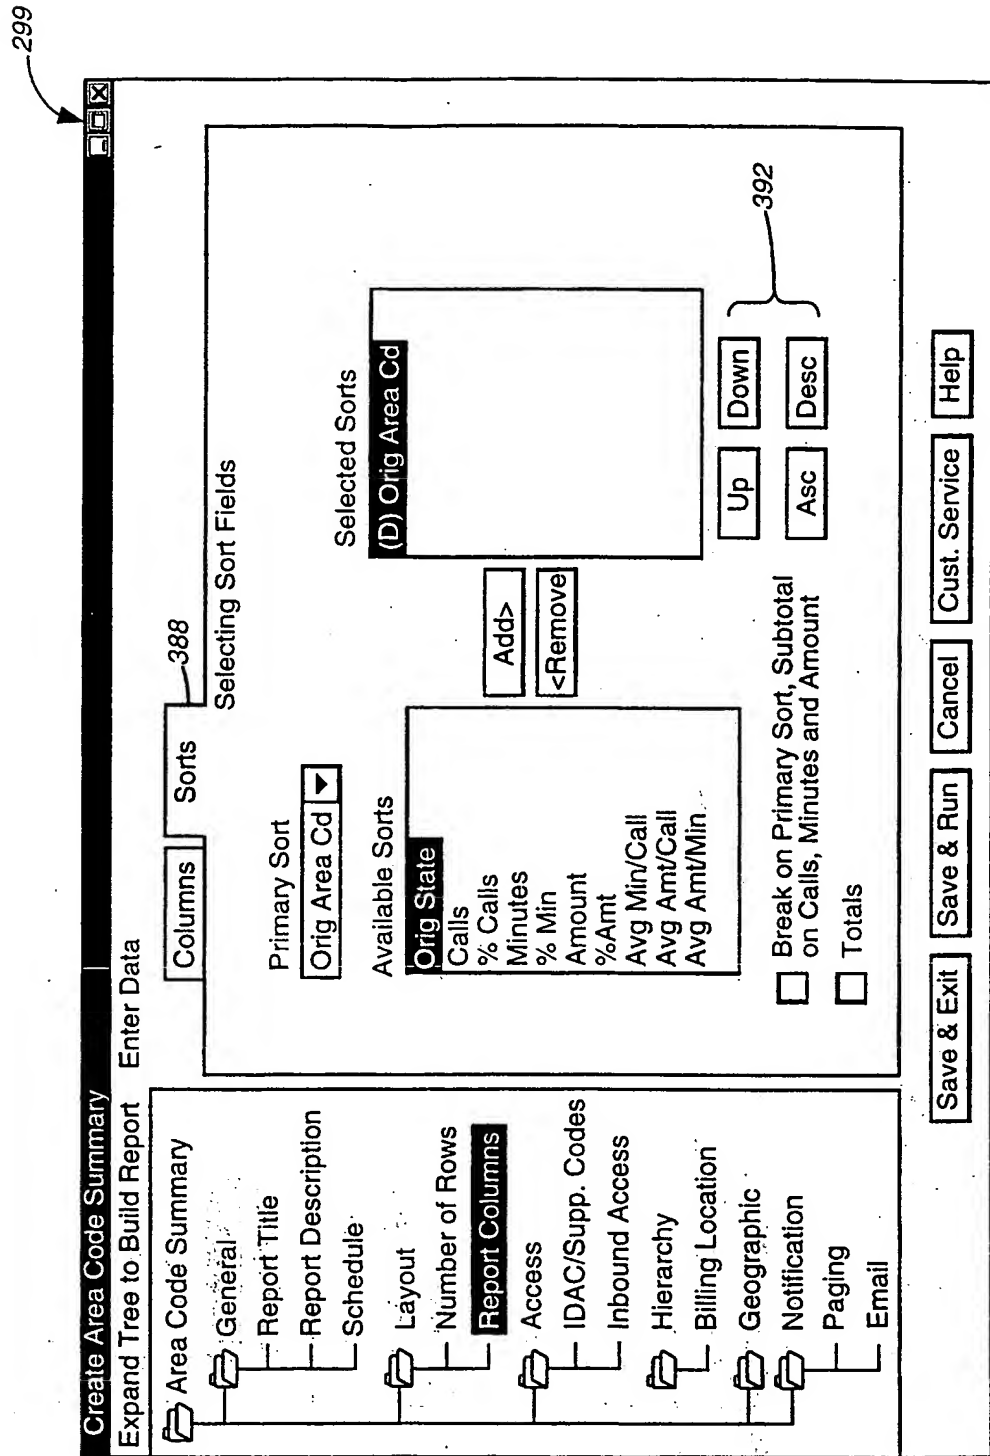 299
Create Area Code Summary
Expand Tree to Build Report
Enter Data
Area Code Summary
General
Report Title
Report Description
Schedule
Layout
Number of Rows
Report Columns
Access
IDAC/Supp. Codes
Inbound Access
Hierarchy
Billing Location
Geographic
Notification
Paging
Email
Columns
Sorts
388
Selecting Sort Fields
Primary Sort
Orig Area Cd
Available Sorts
Orig State
Calls
% Calls
Minutes
% Min
Amount
%Amt
Avg Min/Call
Avg Amt/Call
Avg Amt/Min
Add>
<Remove
Selected Sorts
(D) Orig Area Cd
Up
Down
Asc
Desc
392
Break on Primary Sort, Subtotal
on Calls, Minutes and Amount
Totals
Save & Exit
Save & Run
Cancel
Cust. Service
Help